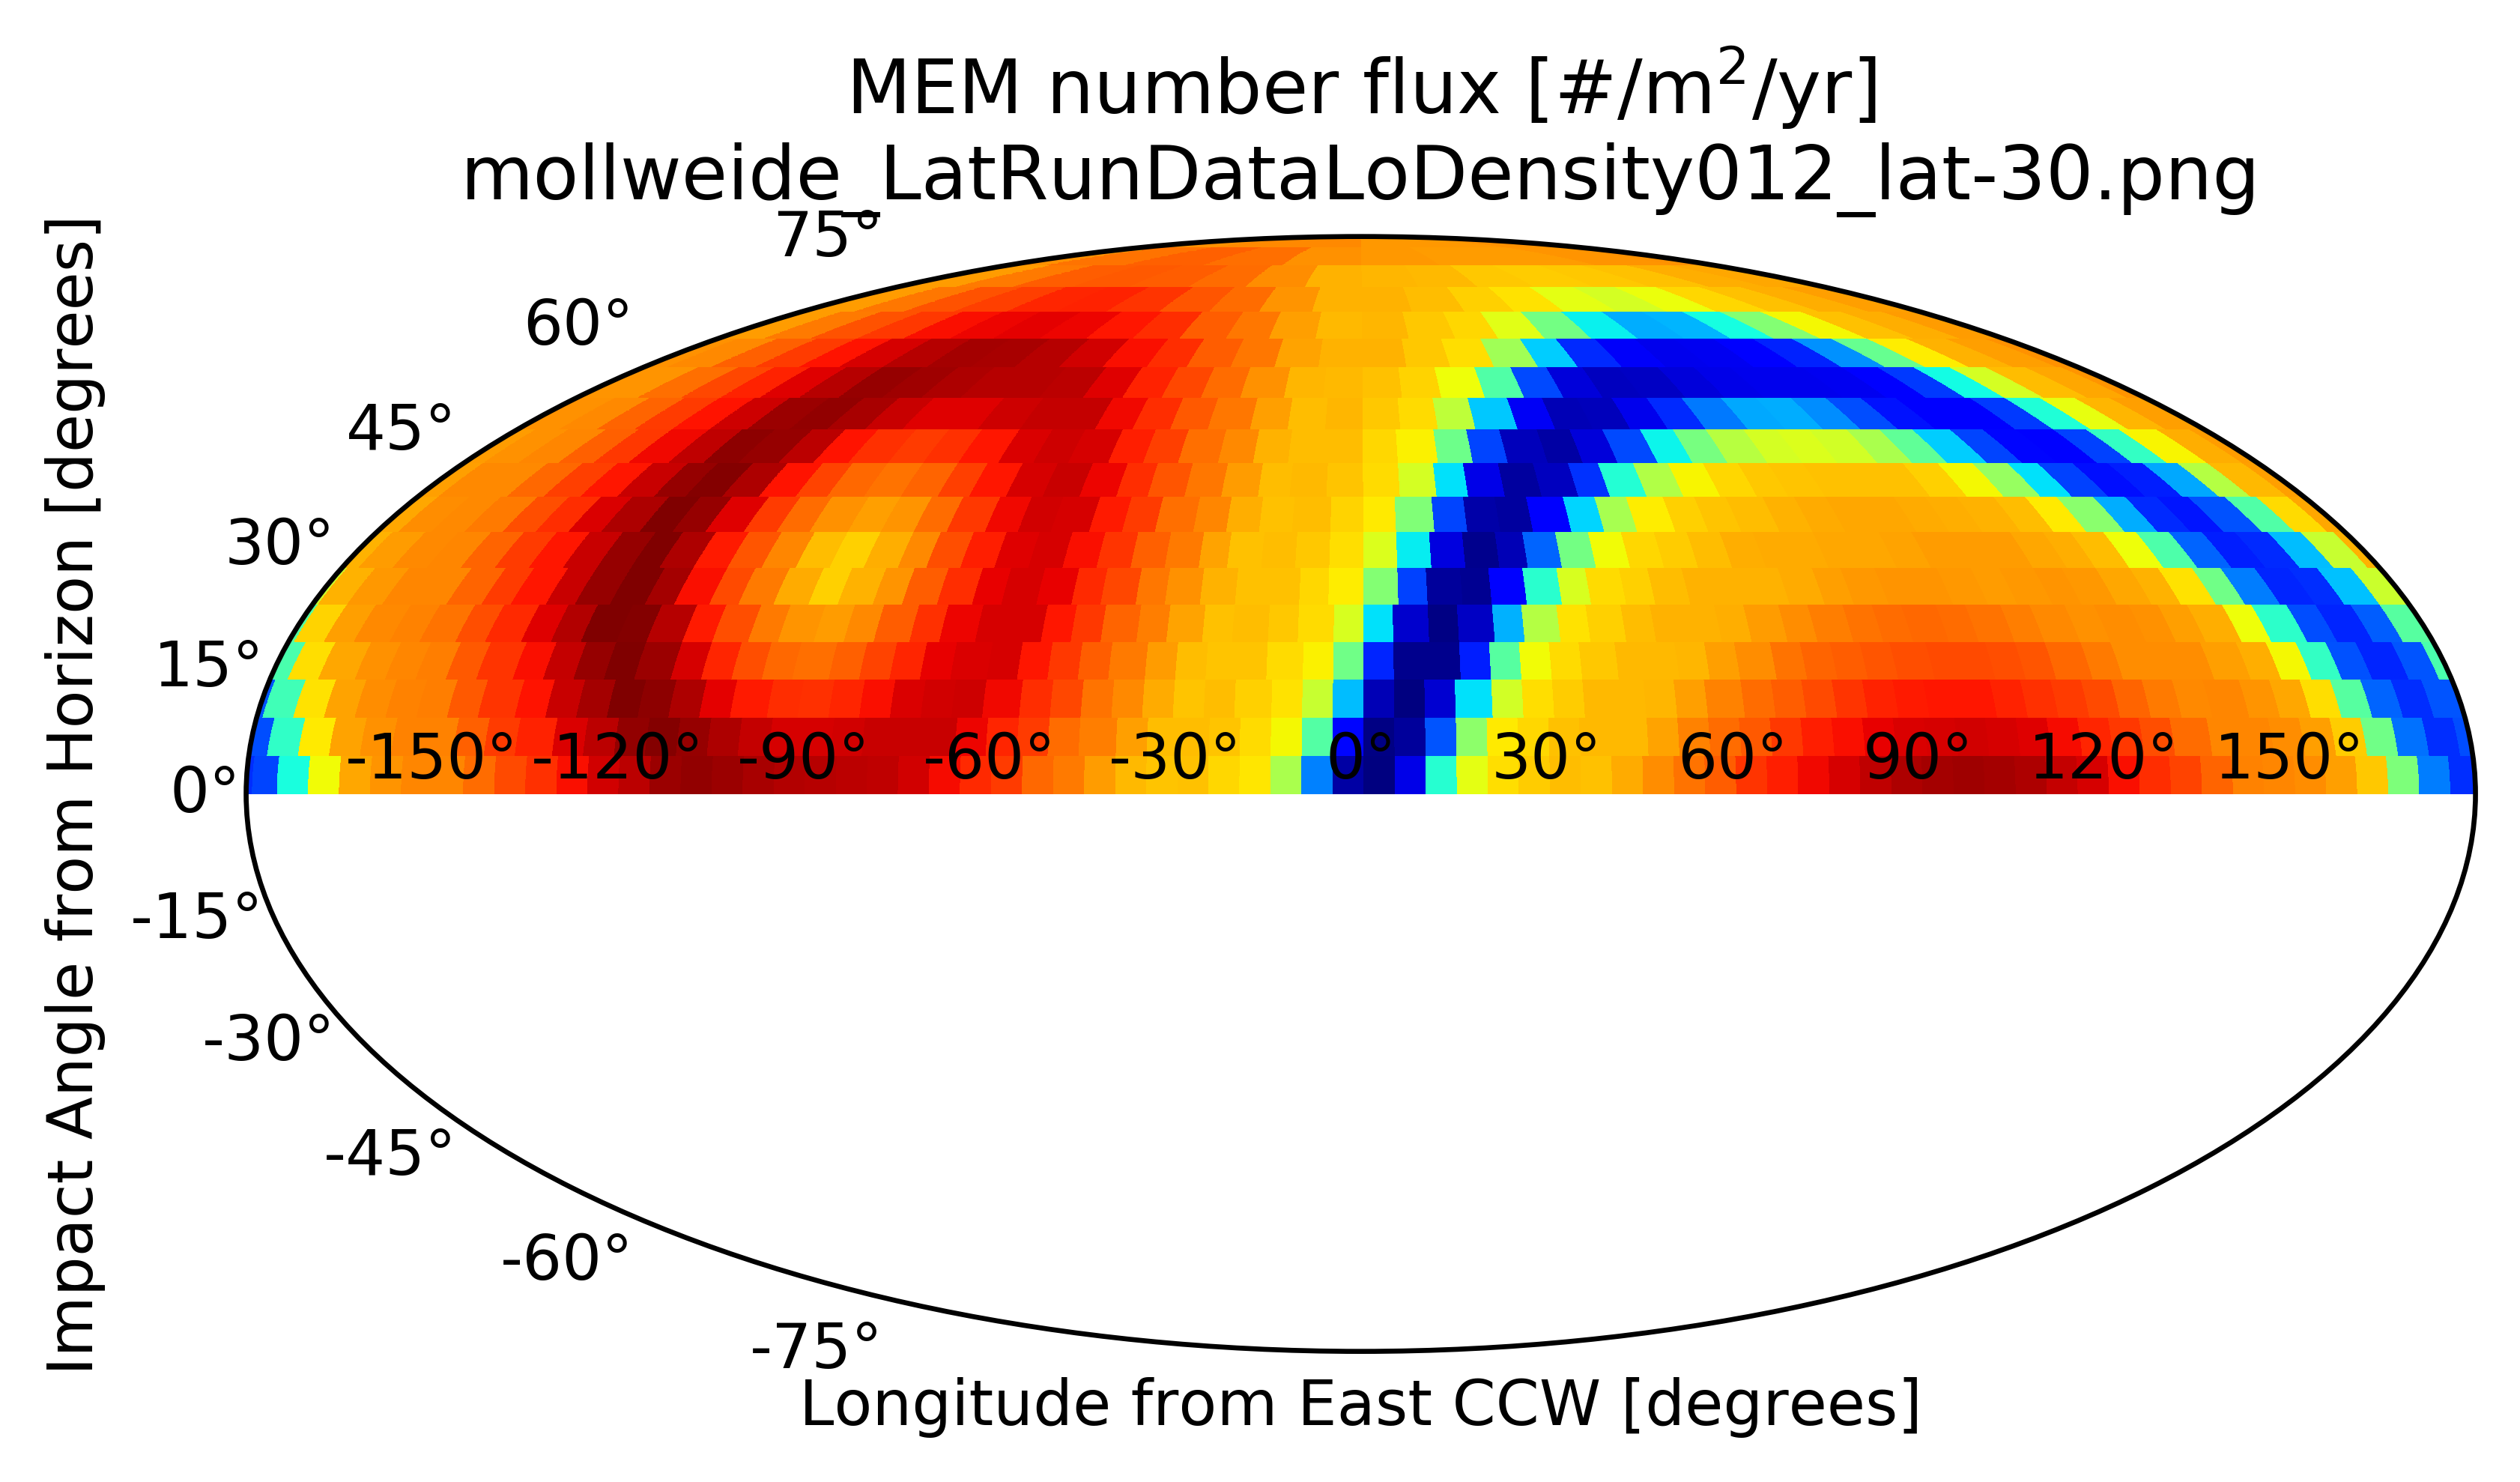 MEM number flux [#/m²/yr]
mollweide_LatRunDataLoDensity012_lat-30.png
75°
60°
45°
30°
15°
-150° -120° -90° -60° -30° 0° 30° 60° 90° 120° 150°
0°
-15°
-30°
-45°
-60°
-75°
Impact Angle from Horizon [degrees]
Longitude from East CCW [degrees]